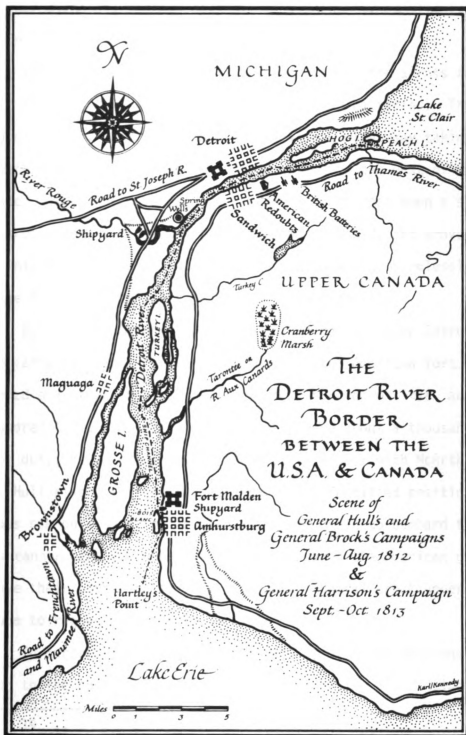 N
MICHIGAN
Lake
St. Clair
Detroit
HOG I.
PEACH I.
Road to St Joseph R.
River Rouge
Road to Thames River
British Batteries
American
Redoubts
Shipyard
Sandwich
Turkey C.
UPPER CANADA
Cranberry
Marsh
Detroit River
TURKEY I.
Tarontee or
R. Aux Canards
Maguaga
GROSSE I.
THE
DETROIT RIVER
BORDER
BETWEEN THE
U.S.A. & CANADA
Scene of
General Hull's and
General Brock's Campaigns
June-Aug. 1812
&
General Harrison's Campaign
Sept.-Oct 1813
Brownstown
BOIS
BLANC I.
Fort Malden
Shipyard
Amhurstburg
Hartley's
Point
Road to Frenchtown
and Maumee River
Lake Erie
Miles
0 1 3 5
Karl/Kennedy